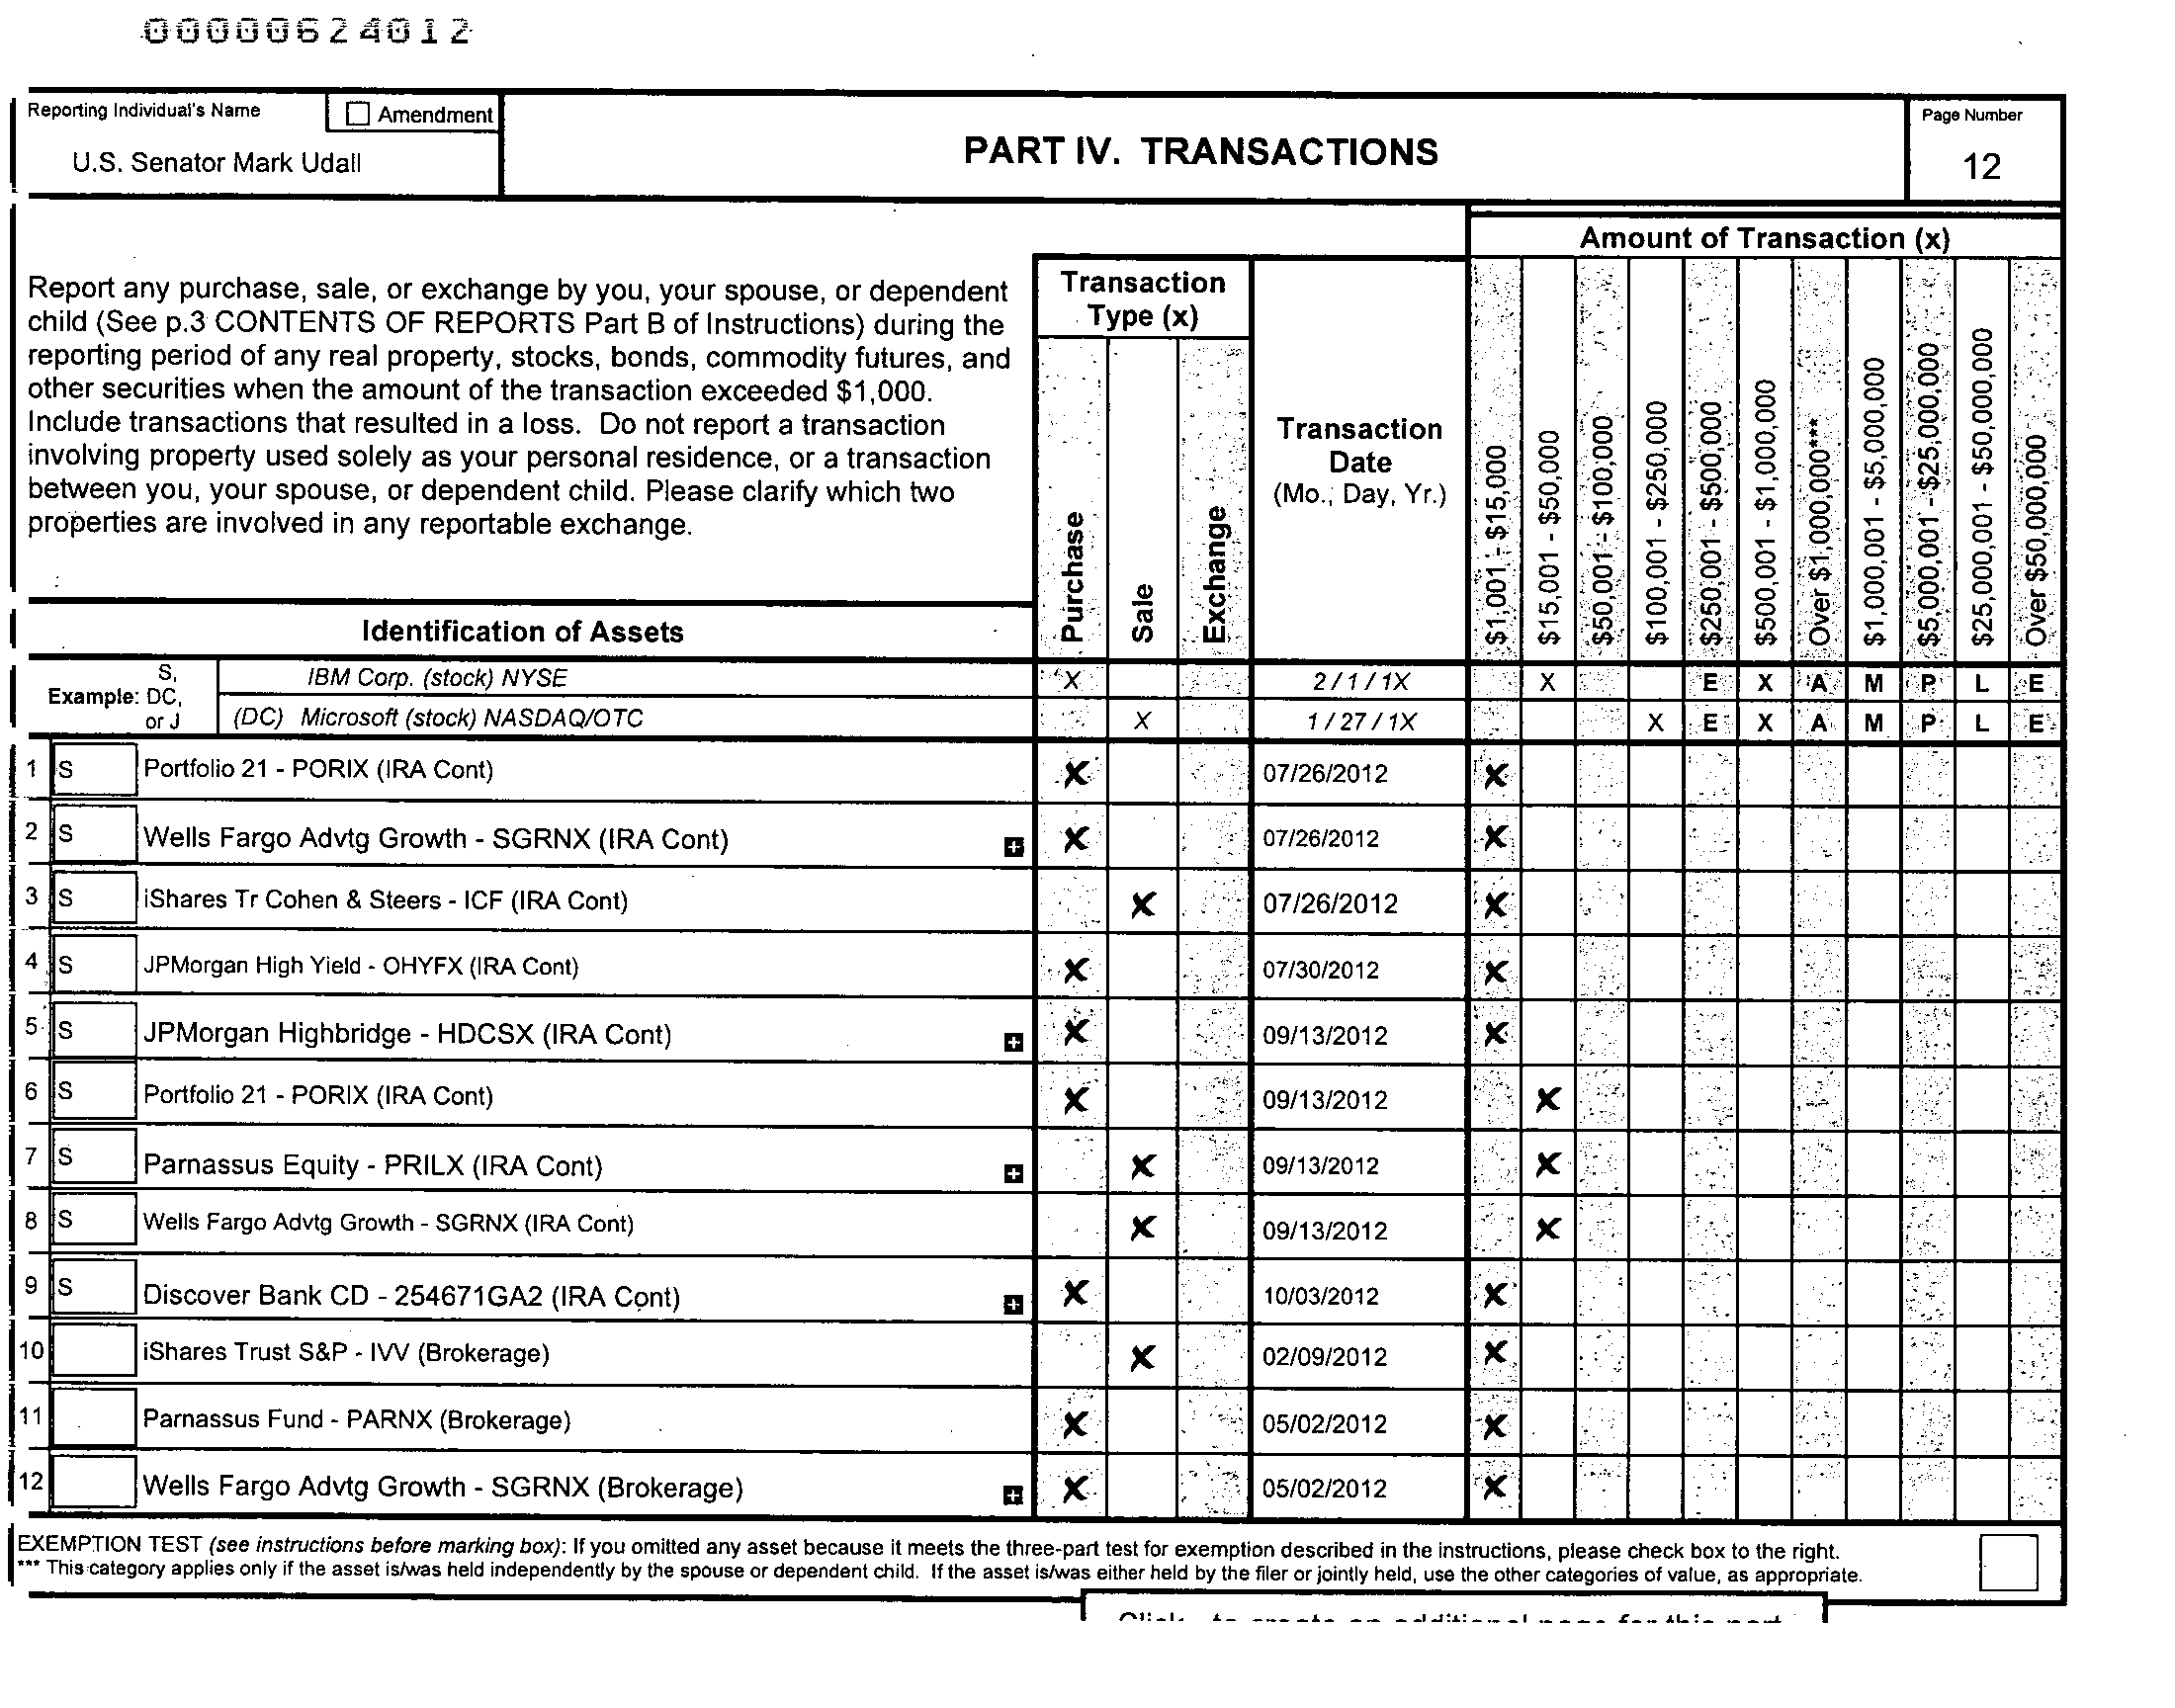 00000624012
Reporting Individual's Name
Amendment
U.S. Senator Mark Udall
PART IV. TRANSACTIONS
Page Number
12
Report any purchase, sale, or exchange by you, your spouse, or dependent
child (See p.3 CONTENTS OF REPORTS Part B of Instructions) during the
reporting period of any real property, stocks, bonds, commodity futures, and
other securities when the amount of the transaction exceeded $1,000.
Include transactions that resulted in a loss. Do not report a transaction
involving property used solely as your personal residence, or a transaction
between you, your spouse, or dependent child. Please clarify which two
properties are involved in any reportable exchange.
Identification of Assets
Transaction
Type (x)
Purchase
Sale
Exchange
Transaction
Date
(Mo., Day, Yr.)
Amount of Transaction (x)
$1,001 - $15,000
$15,001 - $50,000
$50,001 - $100,000
$100,001 - $250,000
$250,001 - $500,000
$500,001 - $1,000,000
Over $1,000,000***
$1,000,001 - $5,000,000
$5,000,001 - $25,000,000
$25,000,001 - $50,000,000
Over $50,000,000
Example: S, DC, or J
IBM Corp. (stock) NYSE X 2 / 1 / 1X X E X A M P L E
(DC) Microsoft (stock) NASDAQ/OTC X 1 / 27 / 1X X E X A M P L E
1 S Portfolio 21 - PORIX (IRA Cont) X 07/26/2012 X
2 S Wells Fargo Advtg Growth - SGRNX (IRA Cont) + X 07/26/2012 X
3 S iShares Tr Cohen & Steers - ICF (IRA Cont) X 07/26/2012 X
4 S JPMorgan High Yield - OHYFX (IRA Cont) X 07/30/2012 X
5 S JPMorgan Highbridge - HDCSX (IRA Cont) + X 09/13/2012 X
6 S Portfolio 21 - PORIX (IRA Cont) X 09/13/2012 X
7 S Parnassus Equity - PRILX (IRA Cont) + X 09/13/2012 X
8 S Wells Fargo Advtg Growth - SGRNX (IRA Cont) X 09/13/2012 X
9 S Discover Bank CD - 254671GA2 (IRA Cont) + X 10/03/2012 X
10 iShares Trust S&P - IVV (Brokerage) X 02/09/2012 X
11 Parnassus Fund - PARNX (Brokerage) X 05/02/2012 X
12 Wells Fargo Advtg Growth - SGRNX (Brokerage) + X 05/02/2012 X
EXEMPTION TEST (see instructions before marking box): If you omitted any asset because it meets the three-part test for exemption described in the instructions, please check box to the right.
*** This category applies only if the asset is/was held independently by the spouse or dependent child. If the asset is/was either held by the filer or jointly held, use the other categories of value, as appropriate.